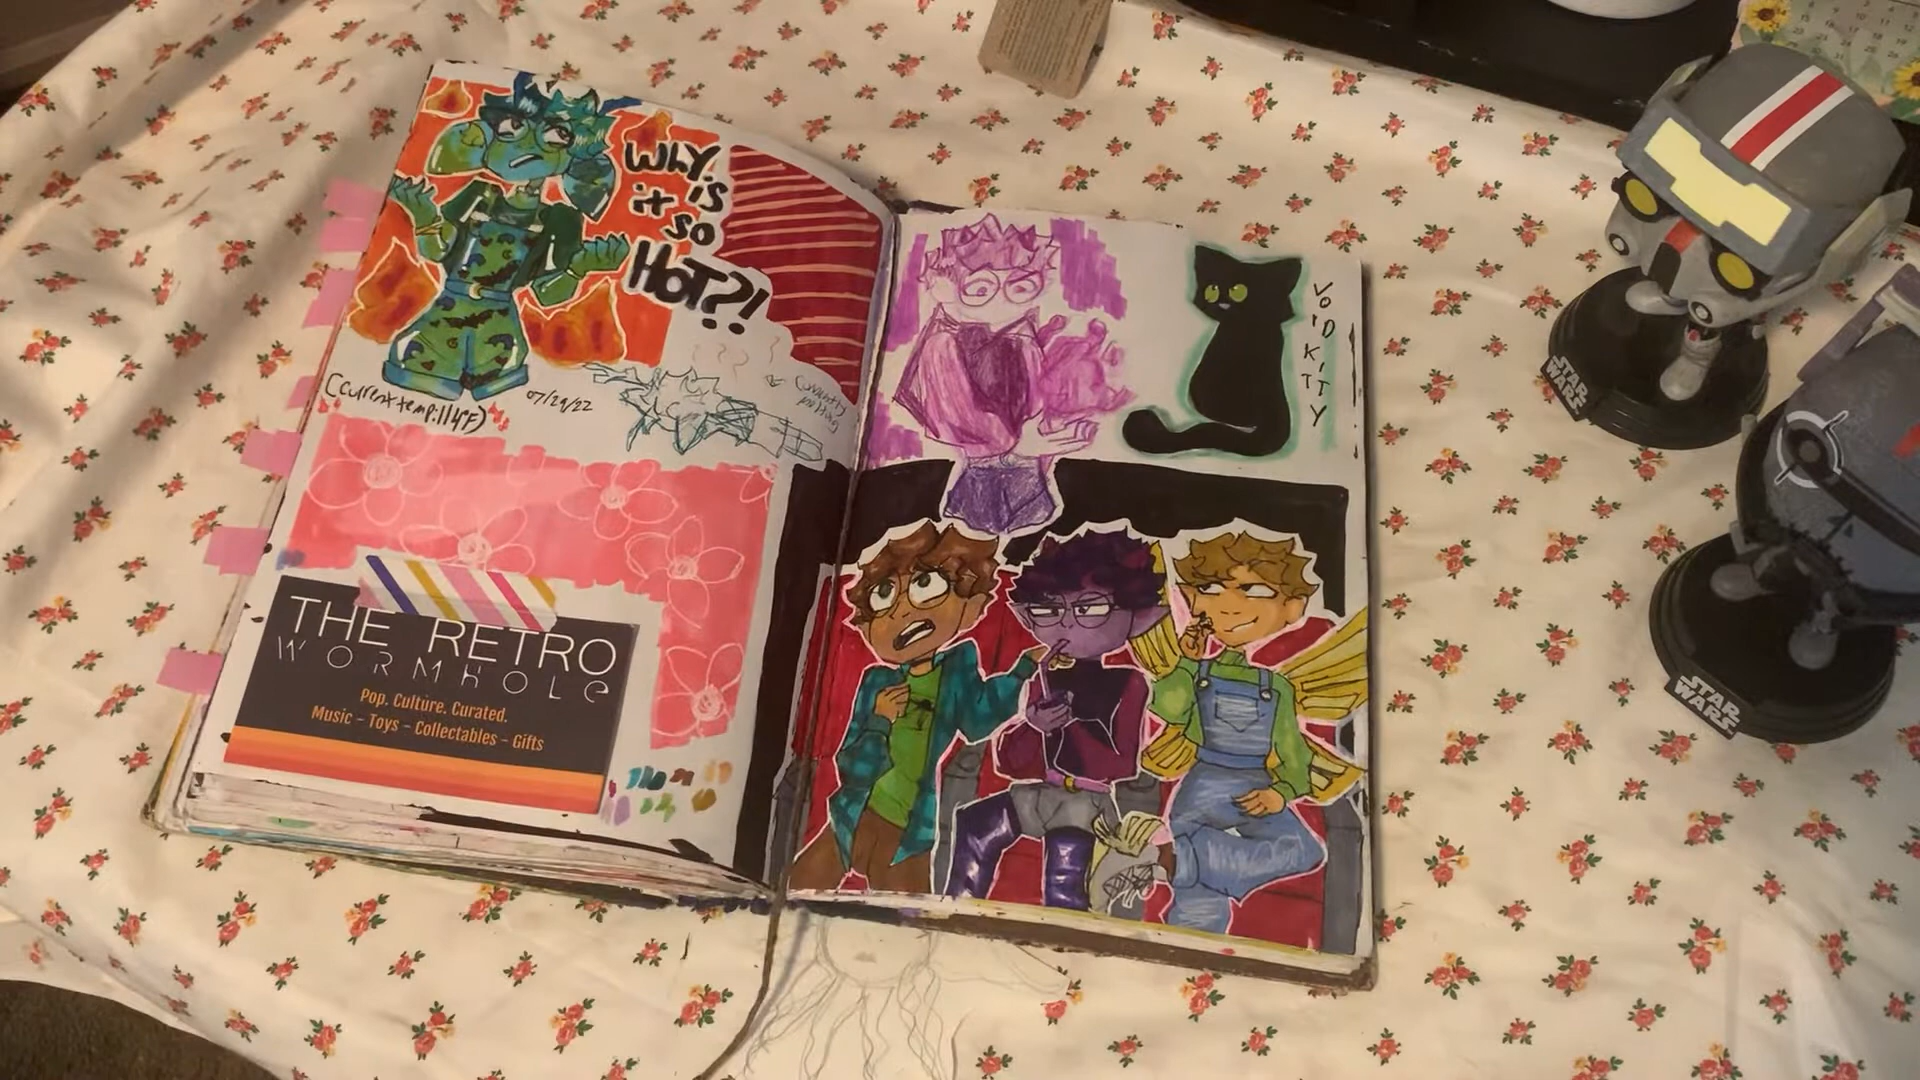 WhY
is
it so
HOT?!
(Current temp: 114°F)
07/29/22
THE RETRO
WORMHOLE
Pop. Culture. Curated.
Music - Toys - Collectables - Gifts
VOID
KITTY
STAR
WARS
STAR
WARS